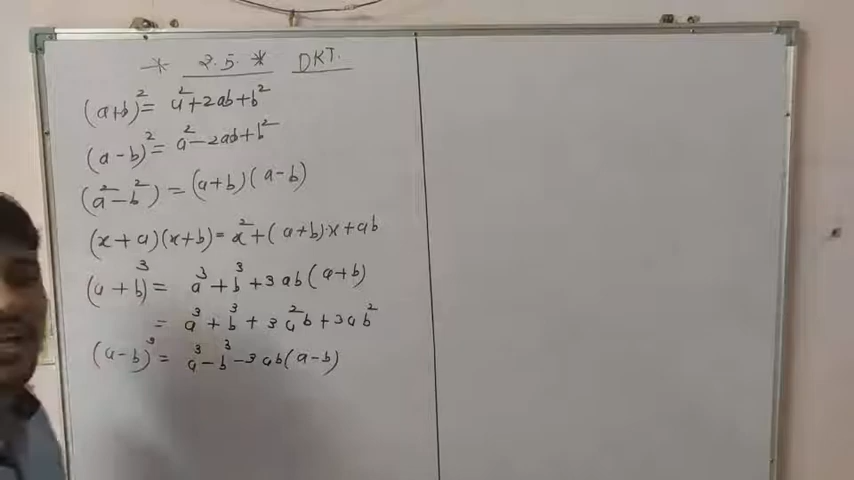 * 2.5. * DKT.
(a+b)² = a²+2ab+b²
(a-b)² = a²-2ab+b²
(a²-b²) = (a+b)(a-b)
(x+a)(x+b) = x²+(a+b)·x+ab
(a+b)³ = a³+b³+3ab(a+b)
= a³+b³+3a²b+3ab²
(a-b)³ = a³-b³-3ab(a-b)